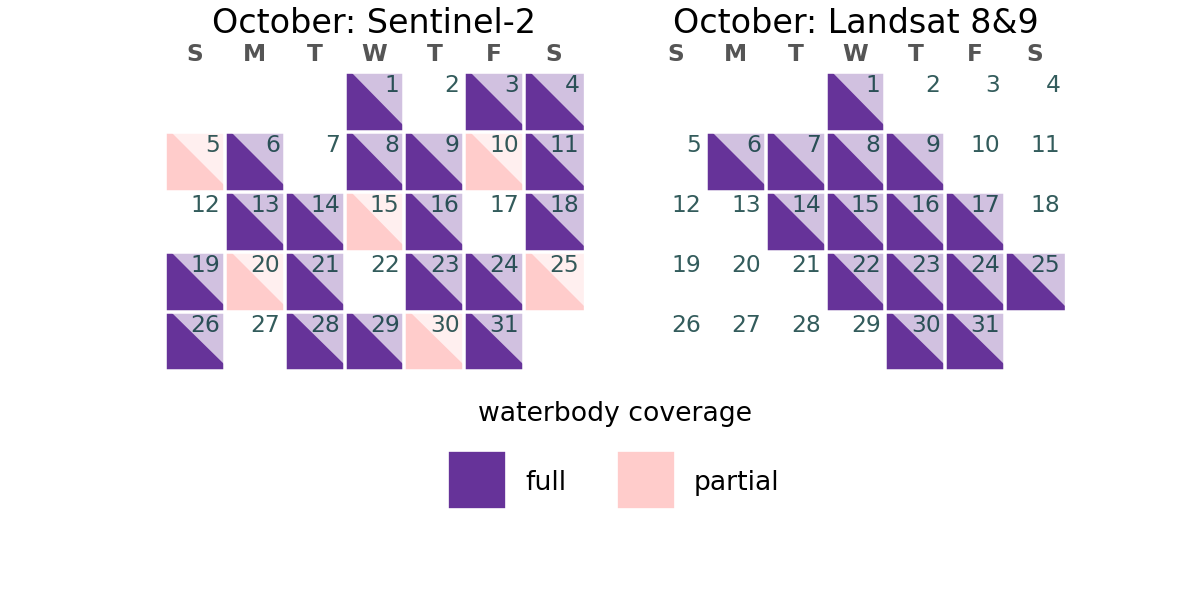 October: Sentinel-2
S M T W T F S
1 2 3 4
5 6 7 8 9 10 11
12 13 14 15 16 17 18
19 20 21 22 23 24 25
26 27 28 29 30 31
October: Landsat 8&9
S M T W T F S
1 2 3 4
5 6 7 8 9 10 11
12 13 14 15 16 17 18
19 20 21 22 23 24 25
26 27 28 29 30 31
waterbody coverage
full partial